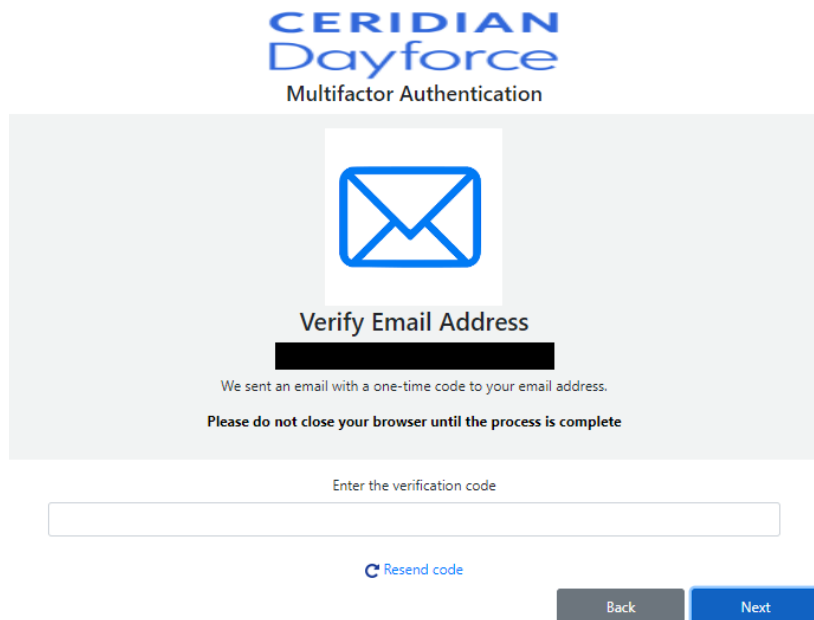 CERIDIAN
Dayforce
Multifactor Authentication
Verify Email Address
We sent an email with a one-time code to your email address.
Please do not close your browser until the process is complete
Enter the verification code
Resend code
Back
Next